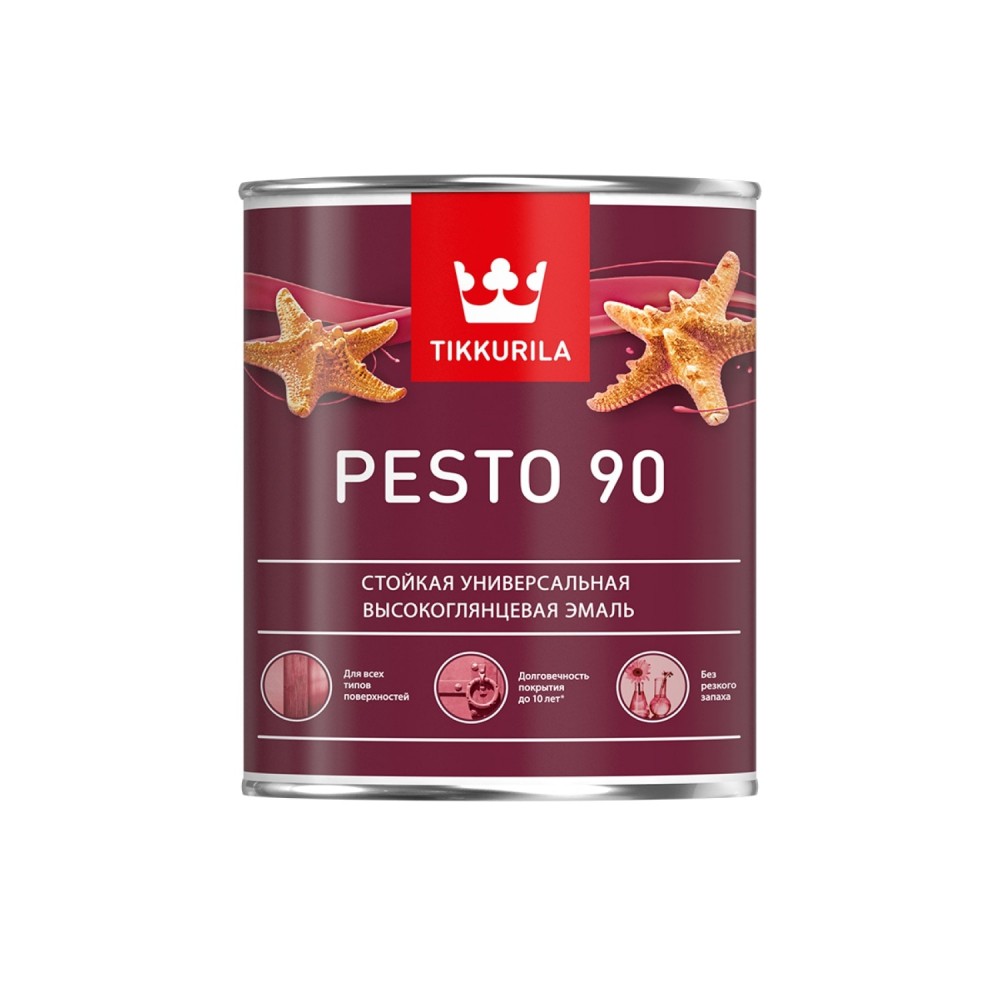 TIKKURILA
PESTO 90
СТОЙКАЯ УНИВЕРСАЛЬНАЯ
ВЫСОКОГЛЯНЦЕВАЯ ЭМАЛЬ
Для всех
типов
поверхностей
Долговечность
покрытия
до 10 лет*
Без
резкого
запаха